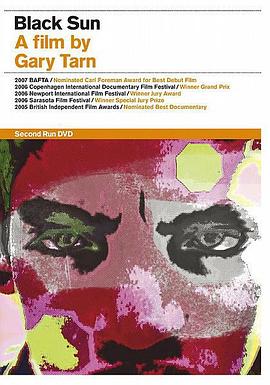 Black Sun
A film by
Gary Tarn
2007 BAFTA / Nominated Carl Foreman Award for Best Debut Film
2006 Copenhagen International Documentary Film Festival / Winner Grand Prix
2006 Newport International Film Festival / Winner Jury Award
2006 Sarasota Film Festival / Winner Special Jury Prize
2005 British Independent Film Awards / Nominated Best Documentary
Second Run DVD